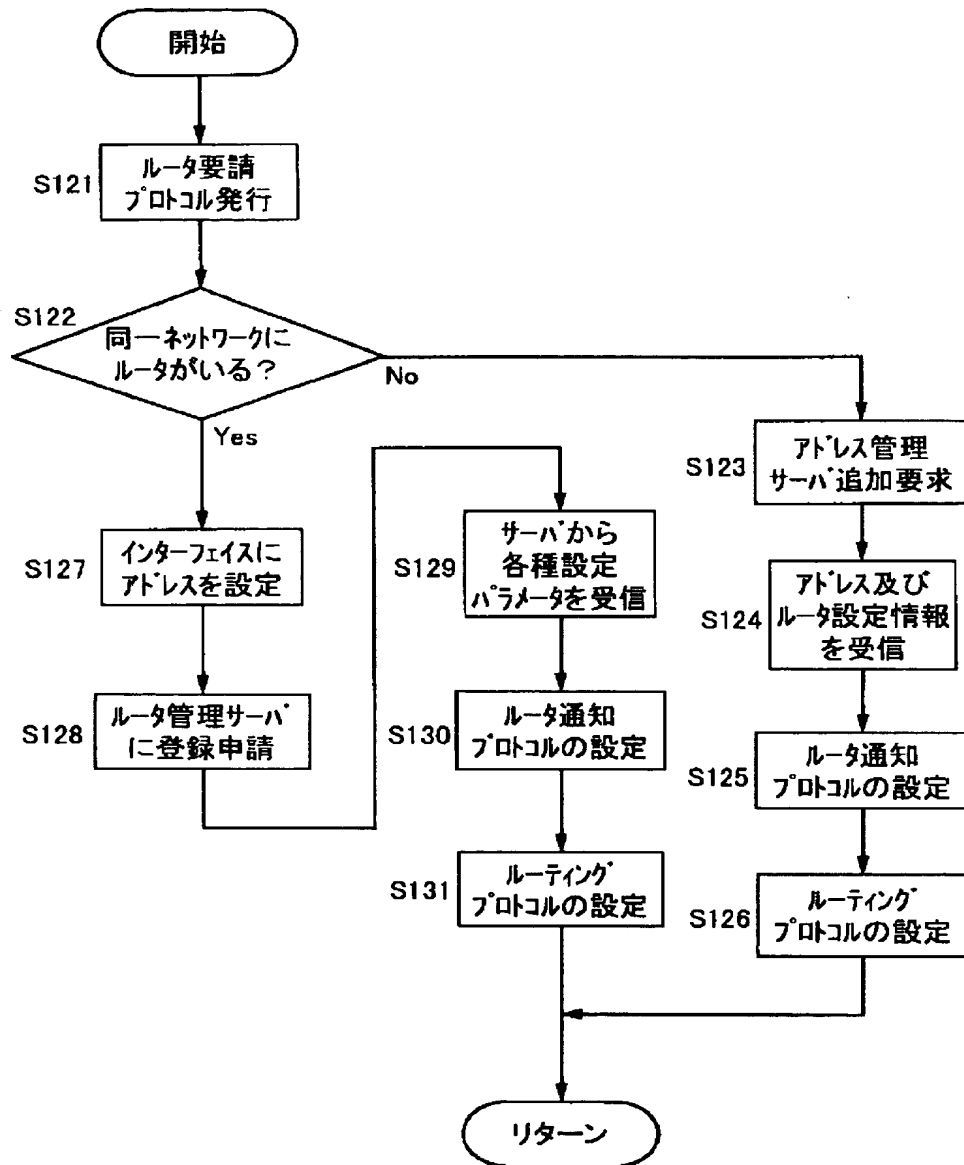 開始
S121
ルータ要請
プロトコル発行
S122
同一ネットワークに
ルータがいる?
No
Yes
S123
アドレス管理
サーバ追加要求
S124
アドレス及び
ルータ設定情報
を受信
S125
ルータ通知
プロトコルの設定
S126
ルーティング
プロトコルの設定
S127
インターフェイスに
アドレスを設定
S128
ルータ管理サーバ
に登録申請
S129
サーバから
各種設定
パラメータを受信
S130
ルータ通知
プロトコルの設定
S131
ルーティング
プロトコルの設定
リターン